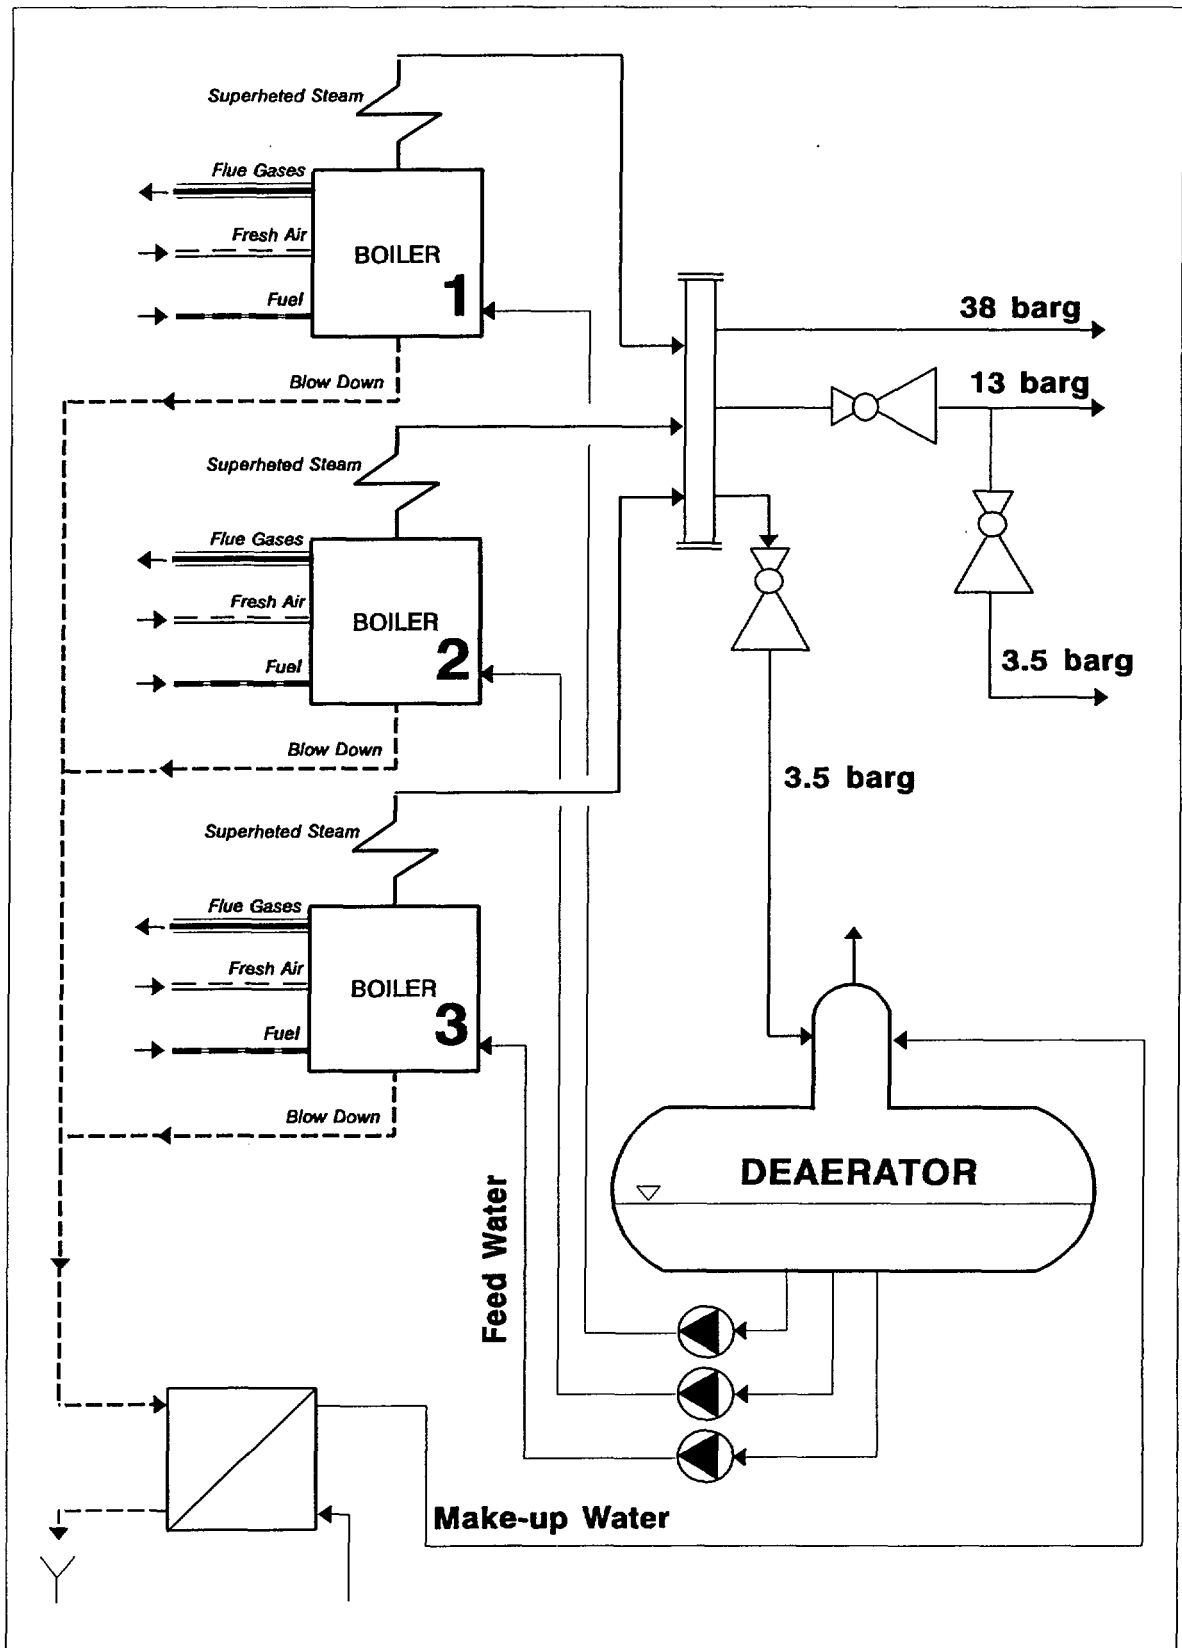 Superheted Steam
Flue Gases
Fresh Air
BOILER
1
Fuel
Blow Down
38 barg
13 barg
Superheted Steam
Flue Gases
Fresh Air
BOILER
2
Fuel
Blow Down
3.5 barg
3.5 barg
Superheted Steam
Flue Gases
Fresh Air
BOILER
3
Fuel
Blow Down
DEAERATOR
Feed Water
Make-up Water